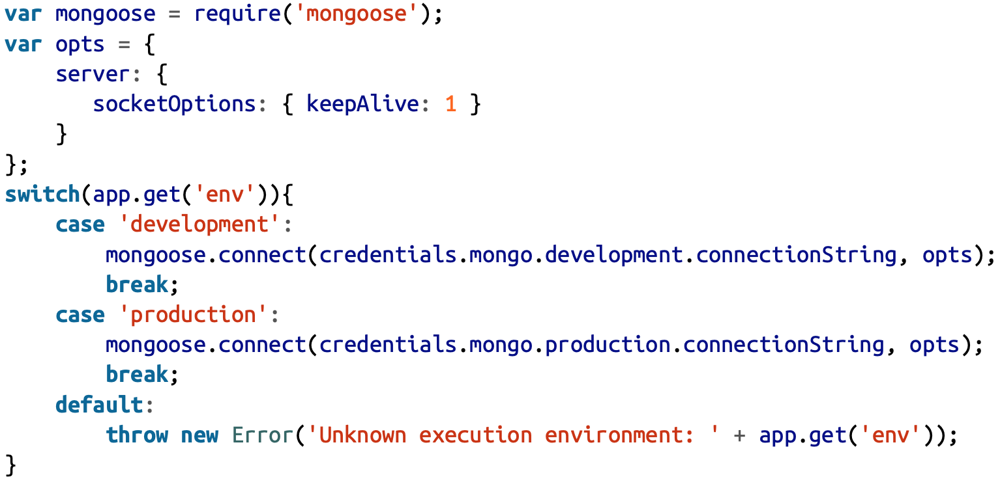 var mongoose = require('mongoose');
var opts = {
    server: {
       socketOptions: { keepAlive: 1 }
    }
};
switch(app.get('env')){
    case 'development':
        mongoose.connect(credentials.mongo.development.connectionString, opts);
        break;
    case 'production':
        mongoose.connect(credentials.mongo.production.connectionString, opts);
        break;
    default:
        throw new Error('Unknown execution environment: ' + app.get('env'));
}